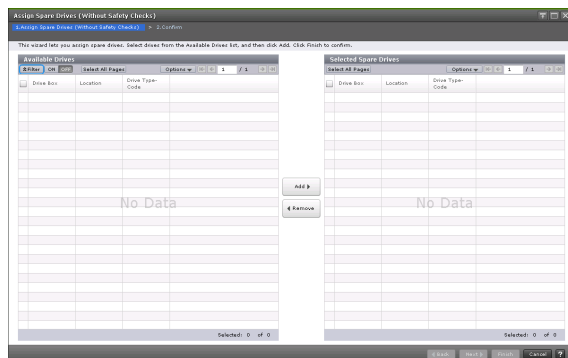 Assign Spare Drives (Without Safety Checks)
1.Assign Spare Drives (Without Safety Checks) > 2.Confirm
This wizard lets you assign spare drives. Select drives from the Available Drives list, and then click Add. Click Finish to confirm.
Available Drives
Filter ON OFF Select All Pages Options 1 / 1
Drive Box Location Drive Type-Code
No Data
Selected: 0 of 0
Add
Remove
Selected Spare Drives
Select All Pages Options 1 / 1
Drive Box Location Drive Type-Code
No Data
Selected: 0 of 0
Back Next Finish Cancel ?